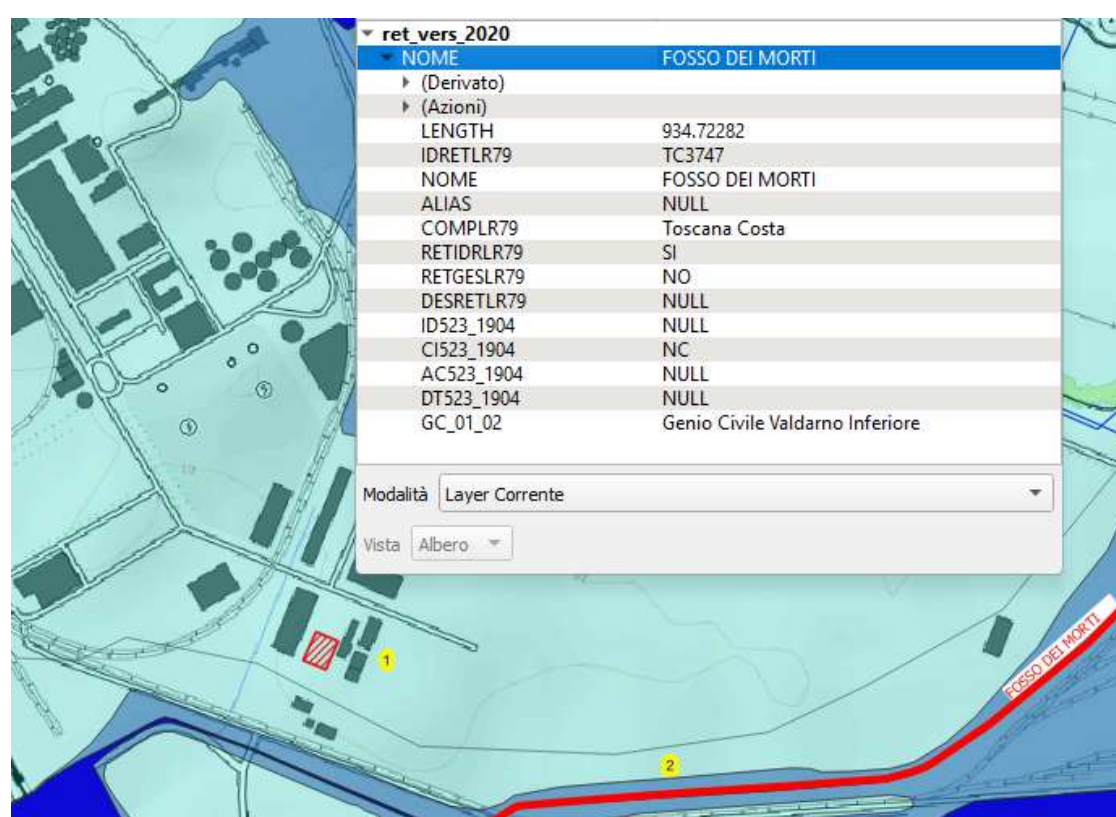 ret_vers_2020
NOME FOSSO DEI MORTI
(Derivato)
(Azioni)
LENGTH 934.72282
IDRETLR79 TC3747
NOME FOSSO DEI MORTI
ALIAS NULL
COMPLR79 Toscana Costa
RETIDRLR79 SI
RETGESLR79 NO
DESRETLR79 NULL
ID523_1904 NULL
CI523_1904 NC
AC523_1904 NULL
DT523_1904 NULL
GC_01_02 Genio Civile Valdarno Inferiore
Modalità Layer Corrente
Vista Albero
1
FOSSO DEI MORTI
2